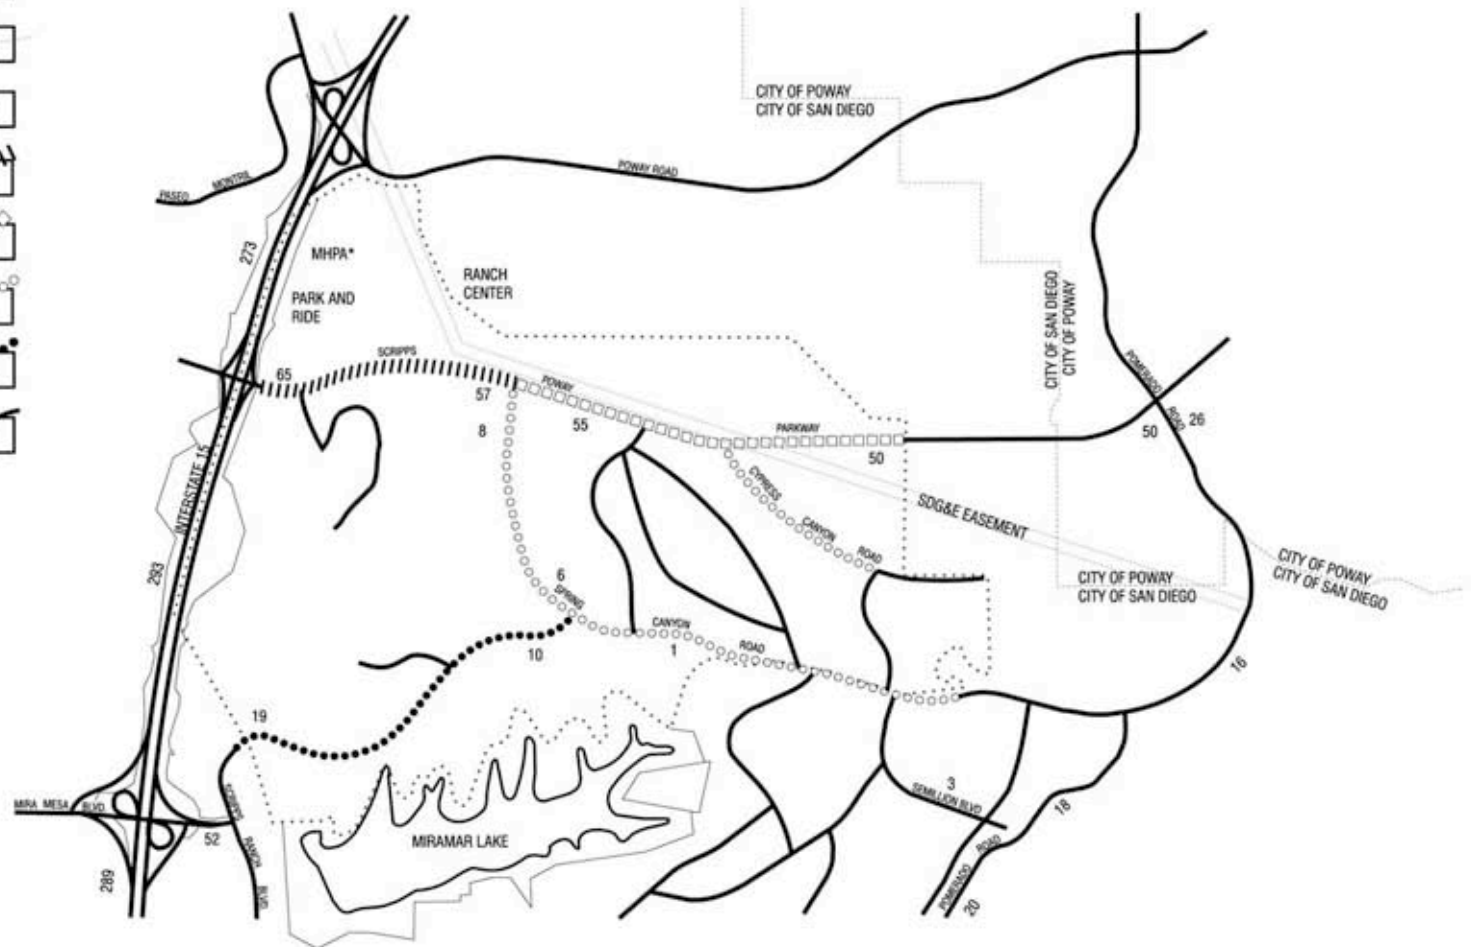 CITY OF POWAY
CITY OF SAN DIEGO
POWAY ROAD
PASEO MONTRIL
273
MHPA*
PARK AND
RIDE
RANCH
CENTER
CITY OF SAN DIEGO
CITY OF POWAY
65
SCRIPPS
57
POWAY
55
PARKWAY
50
8
POMERADO ROAD
50
26
INTERSTATE 15
CYPRESS CANYON ROAD
SDG&E EASEMENT
293
6
SPRING CANYON ROAD
1
10
CITY OF POWAY
CITY OF SAN DIEGO
CITY OF POWAY
CITY OF SAN DIEGO
16
19
MIRA MESA BLVD.
52
SCRIPPS RANCH BLVD.
289
MIRAMAR LAKE
3
SEMILLION BLVD
18
POMERADO ROAD
20